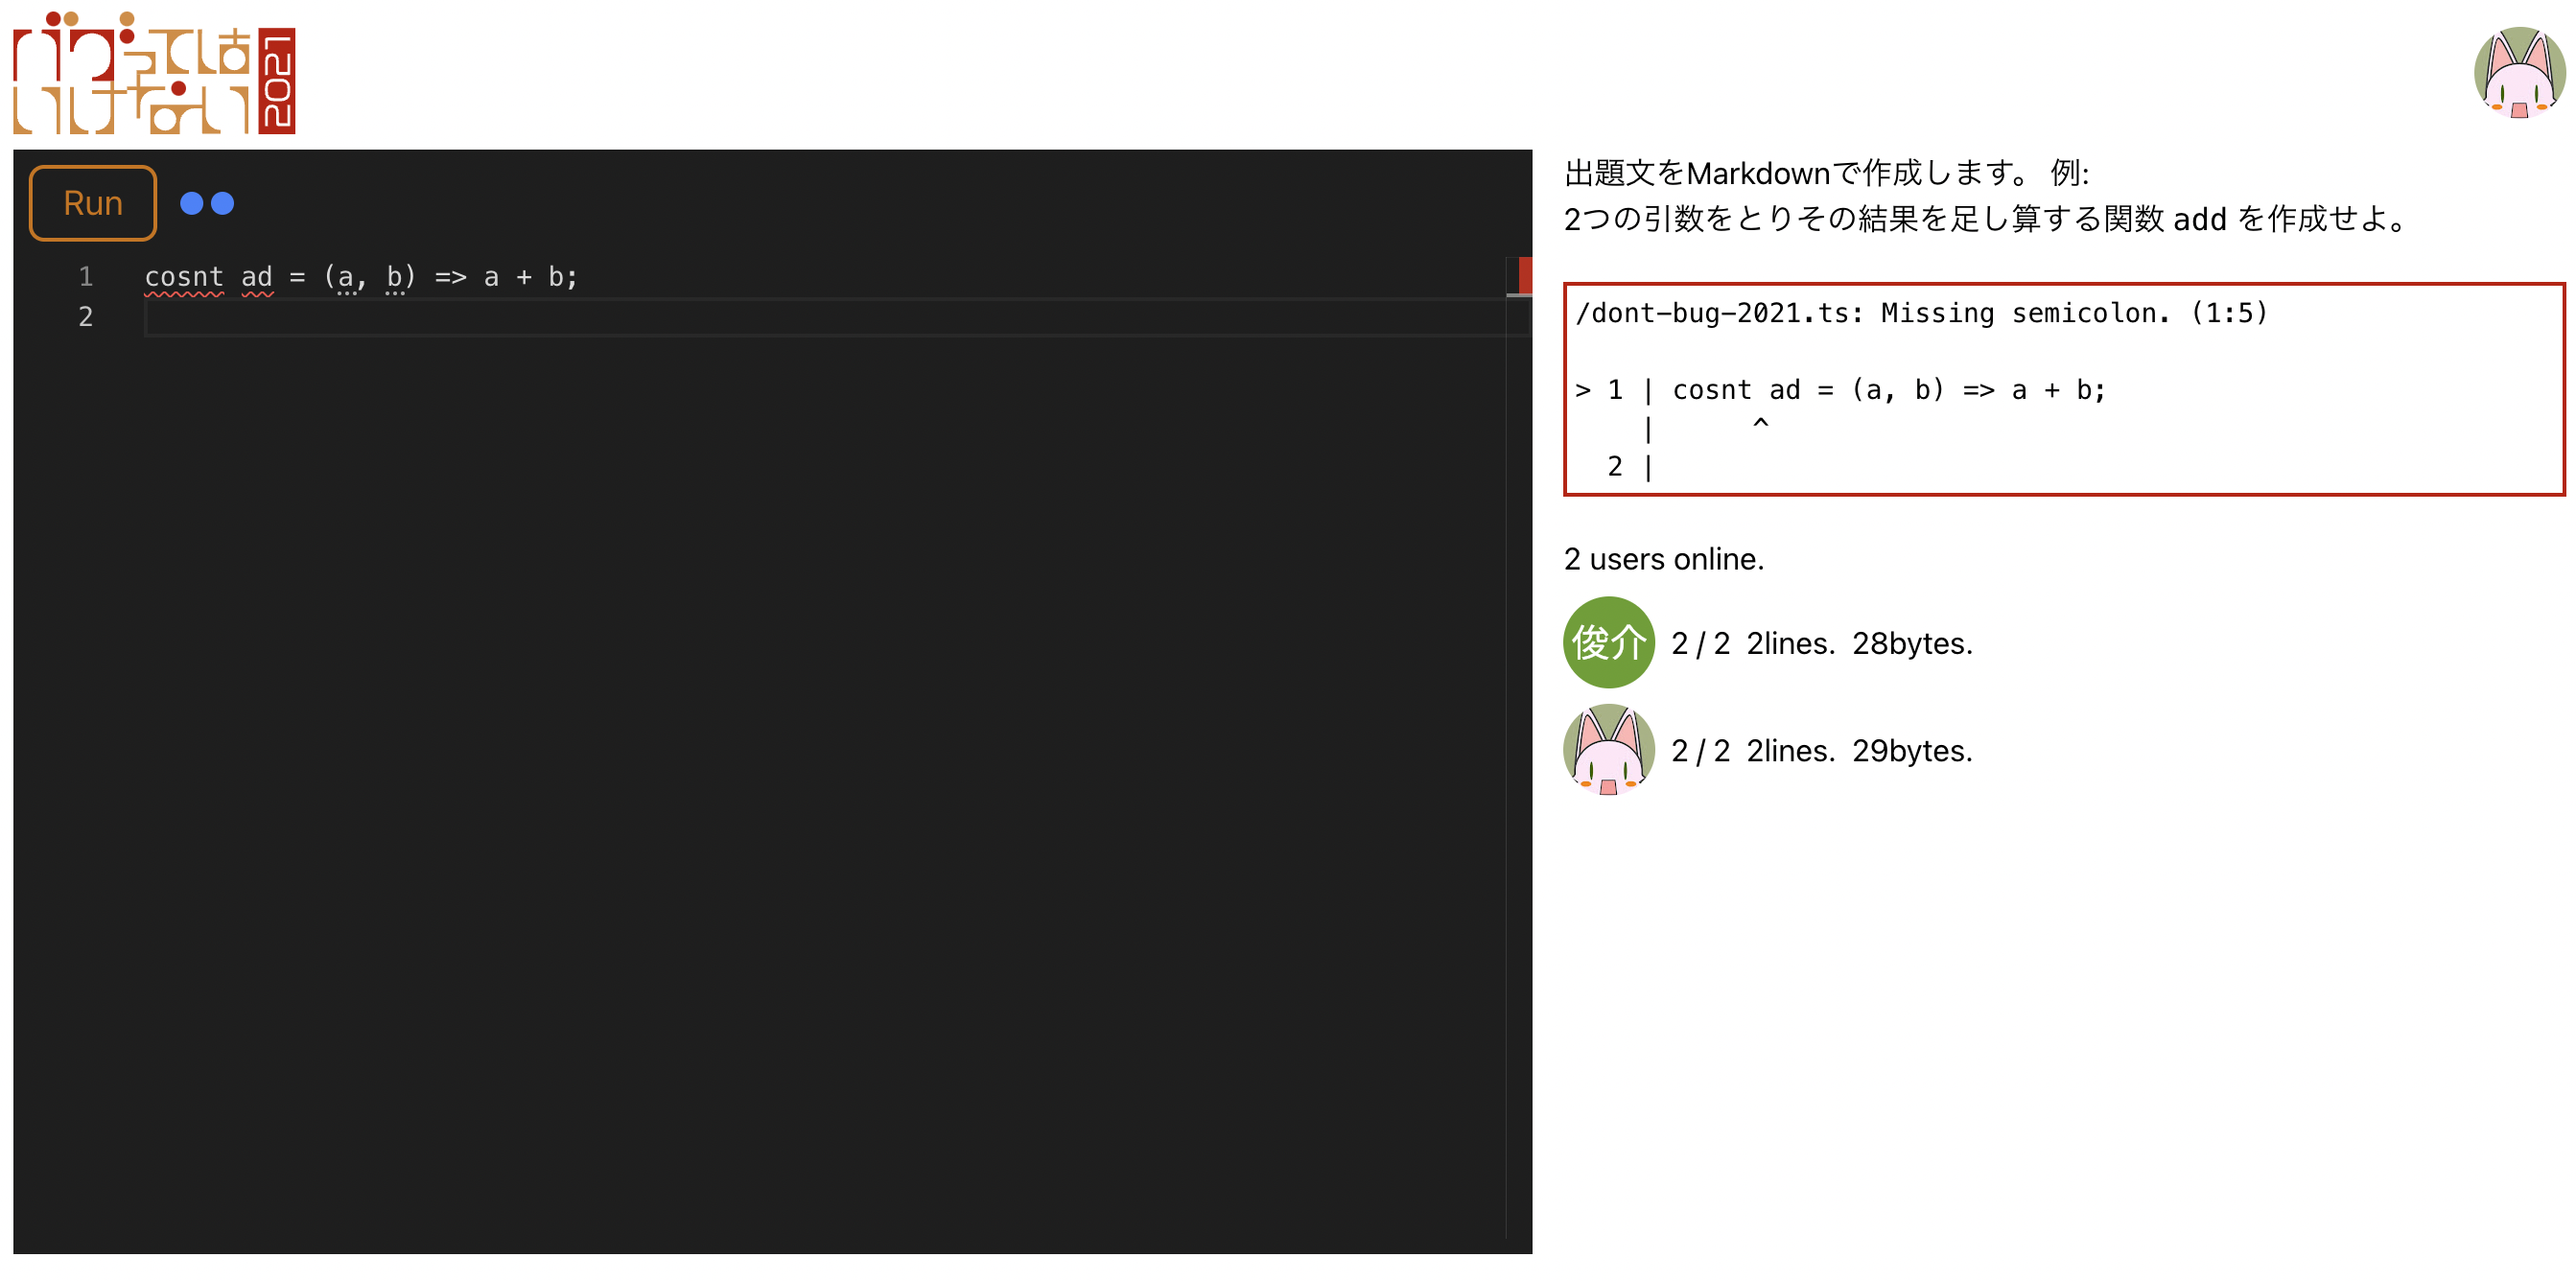 バグってはいけない 2021
Run
1 cosnt ad = (a, b) => a + b;
2
出題文をMarkdownで作成します。 例:
2つの引数をとりその結果を足し算する関数 add を作成せよ。
/dont-bug-2021.ts: Missing semicolon. (1:5)
> 1 | cosnt ad = (a, b) => a + b;
    |      ^
  2 |
2 users online.
俊介 2 / 2 2lines. 28bytes.
2 / 2 2lines. 29bytes.